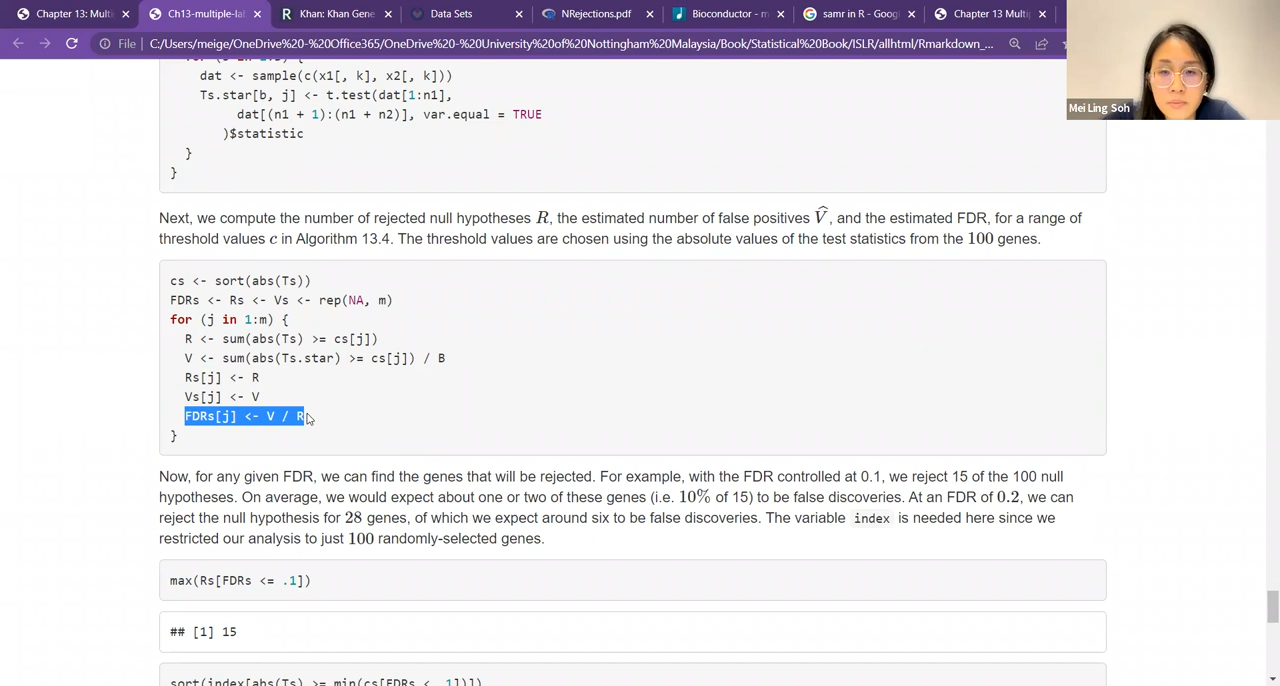 Chapter 13: Multi
Ch13-multiple-lab
Khan: Khan Gene
Data Sets
NRejections.pdf
Bioconductor - m
samr in R - Goog
Chapter 13 Multi
File
C:/Users/meige/OneDrive%20-%20Office365/OneDrive%20-%20University%20of%20Nottingham%20Malaysia/Book/Statistical%20Book/ISLR/allhtml/Rmarkdown_...
Mei Ling Soh
dat <- sample(c(x1[, k], x2[, k]))
Ts.star[b, j] <- t.test(dat[1:n1],
dat[(n1 + 1):(n1 + n2)], var.equal = TRUE
)$statistic
}
}
Next, we compute the number of rejected null hypotheses R, the estimated number of false positives V̂, and the estimated FDR, for a range of
threshold values c in Algorithm 13.4. The threshold values are chosen using the absolute values of the test statistics from the 100 genes.
cs <- sort(abs(Ts))
FDRs <- Rs <- Vs <- rep(NA, m)
for (j in 1:m) {
R <- sum(abs(Ts) >= cs[j])
V <- sum(abs(Ts.star) >= cs[j]) / B
Rs[j] <- R
Vs[j] <- V
FDRs[j] <- V / R
}
Now, for any given FDR, we can find the genes that will be rejected. For example, with the FDR controlled at 0.1, we reject 15 of the 100 null
hypotheses. On average, we would expect about one or two of these genes (i.e. 10% of 15) to be false discoveries. At an FDR of 0.2, we can
reject the null hypothesis for 28 genes, of which we expect around six to be false discoveries. The variable index is needed here since we
restricted our analysis to just 100 randomly-selected genes.
max(Rs[FDRs <= .1])
## [1] 15
sort(index[abs(Ts) >= min(cs[FDRs < .1])])